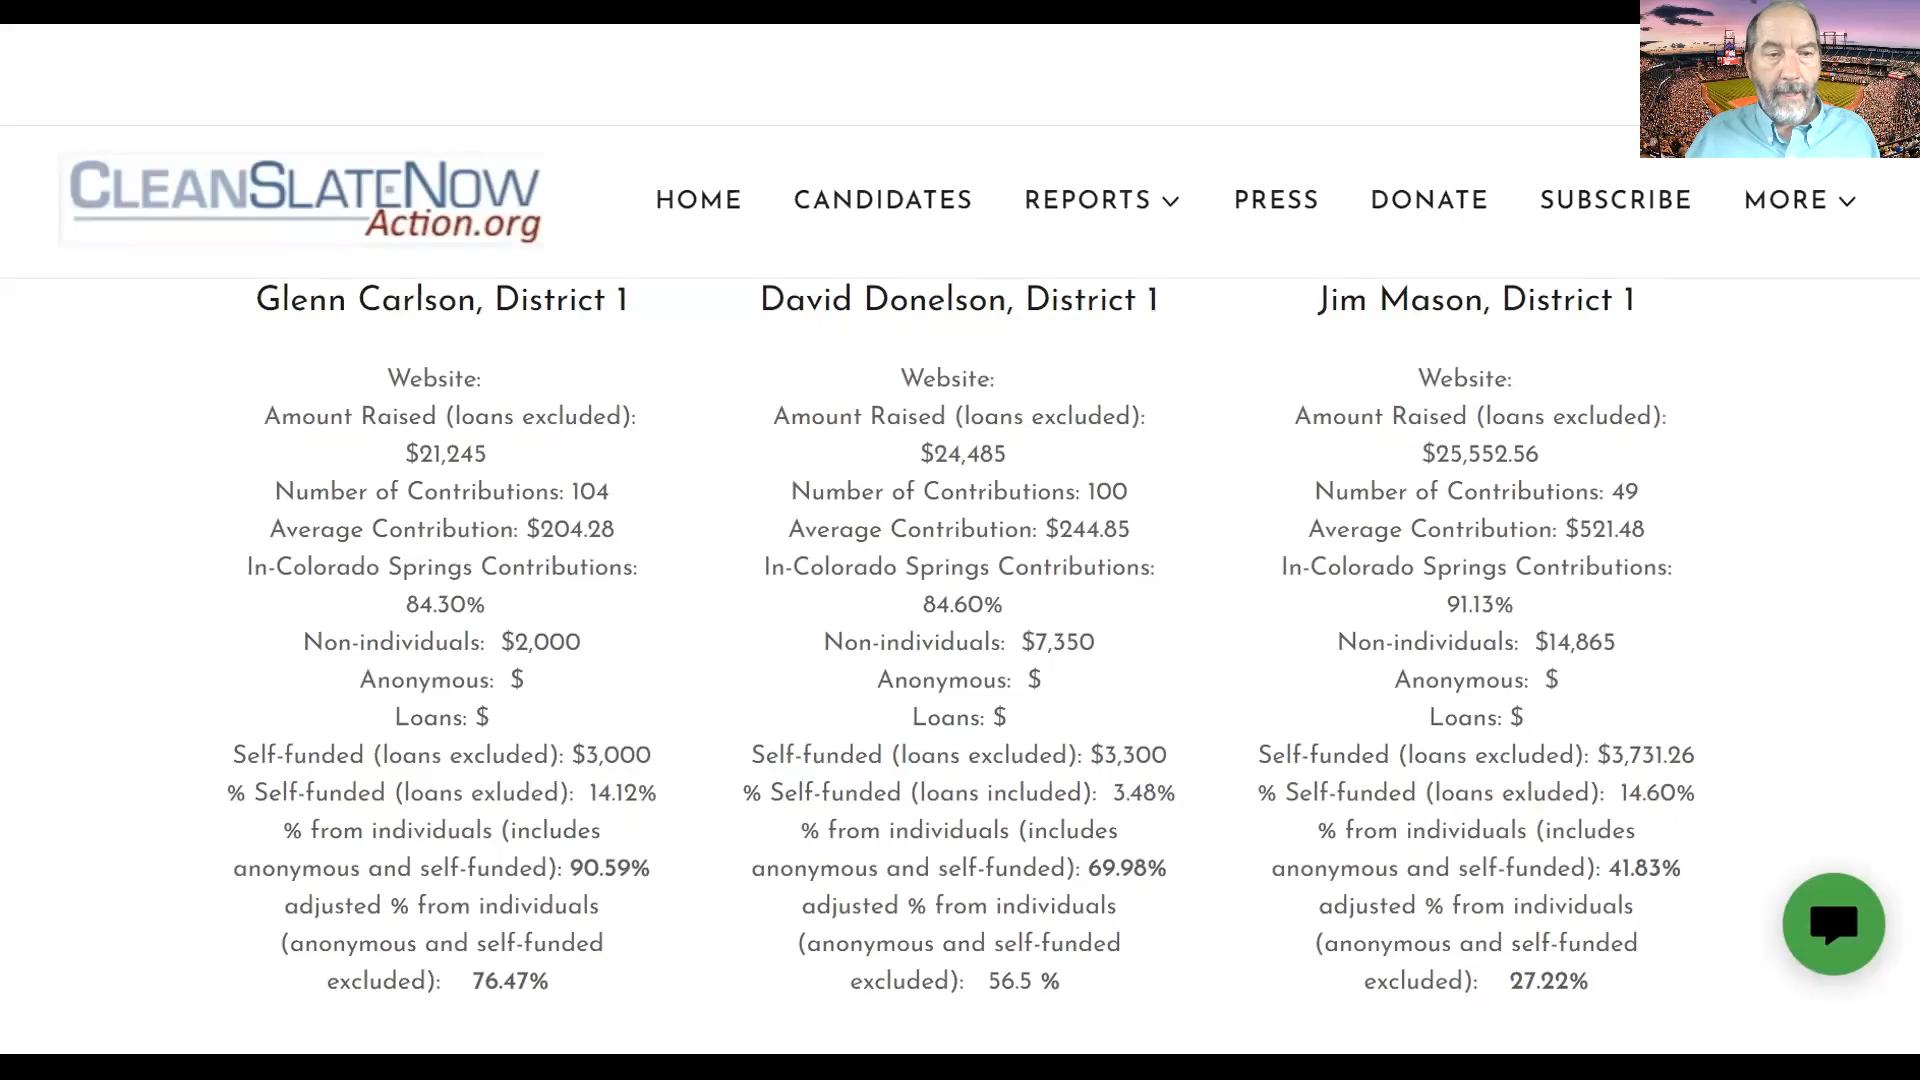 CLEANSLATENOW
Action.org
HOME
CANDIDATES
REPORTS
PRESS
DONATE
SUBSCRIBE
MORE
Glenn Carlson, District 1
Website:
Amount Raised (loans excluded):
$21,245
Number of Contributions: 104
Average Contribution: $204.28
In-Colorado Springs Contributions:
84.30%
Non-individuals: $2,000
Anonymous: $
Loans: $
Self-funded (loans excluded): $3,000
% Self-funded (loans exluded): 14.12%
% from individuals (includes
anonymous and self-funded): 90.59%
adjusted % from individuals
(anonymous and self-funded
excluded): 76.47%
David Donelson, District 1
Website:
Amount Raised (loans excluded):
$24,485
Number of Contributions: 100
Average Contribution: $244.85
In-Colorado Springs Contributions:
84.60%
Non-individuals: $7,350
Anonymous: $
Loans: $
Self-funded (loans excluded): $3,300
% Self-funded (loans included): 3.48%
% from individuals (includes
anonymous and self-funded): 69.98%
adjusted % from individuals
(anonymous and self-funded
excluded): 56.5 %
Jim Mason, District 1
Website:
Amount Raised (loans excluded):
$25,552.56
Number of Contributions: 49
Average Contribution: $521.48
In-Colorado Springs Contributions:
91.13%
Non-individuals: $14,865
Anonymous: $
Loans: $
Self-funded (loans excluded): $3,731.26
% Self-funded (loans exluded): 14.60%
% from individuals (includes
anonymous and self-funded): 41.83%
adjusted % from individuals
(anonymous and self-funded
excluded): 27.22%